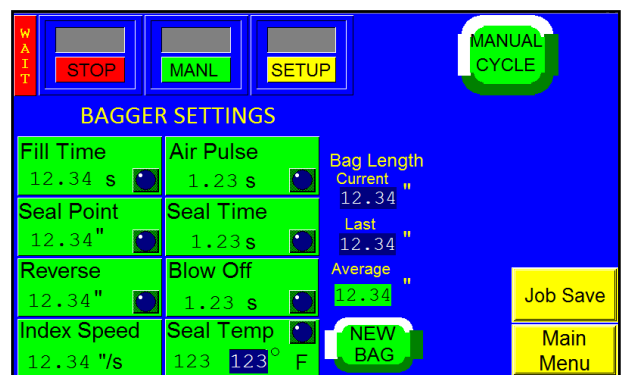 WAIT
STOP
MANL
SETUP
MANUAL
CYCLE
BAGGER SETTINGS
Fill Time
12.34 s
Air Pulse
1.23 s
Seal Point
12.34"
Seal Time
1.23 s
Reverse
12.34"
Blow Off
1.23 s
Index Speed
12.34 "/s
Seal Temp
123 123° F
Bag Length
Current
12.34 "
Last
12.34 "
Average
12.34 "
NEW
BAG
Job Save
Main
Menu